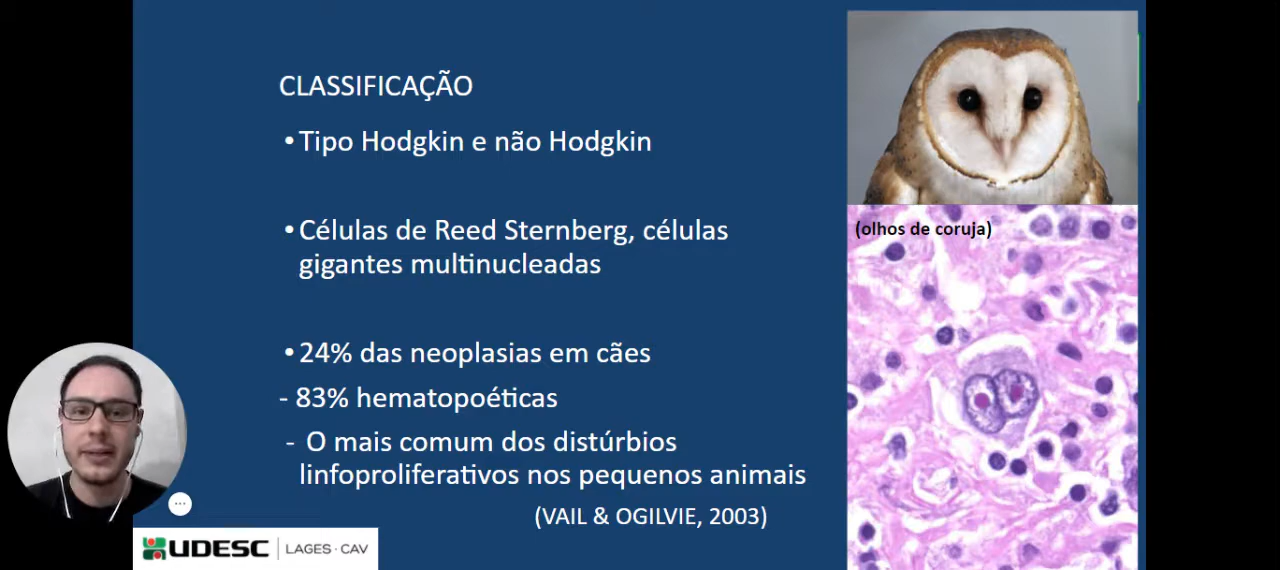 CLASSIFICAÇÃO
•Tipo Hodgkin e não Hodgkin
•Células de Reed Sternberg, células
gigantes multinucleadas
•24% das neoplasias em cães
- 83% hematopoéticas
- O mais comum dos distúrbios
linfoproliferativos nos pequenos animais
(VAIL & OGILVIE, 2003)
(olhos de coruja)
UDESC | LAGES · CAV